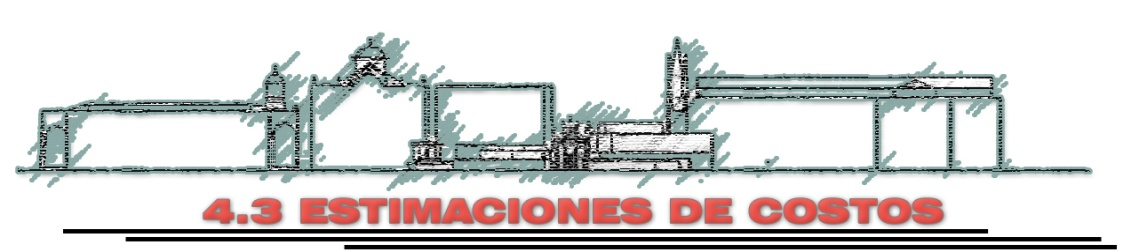 4.3 ESTIMACIONES DE COSTOS